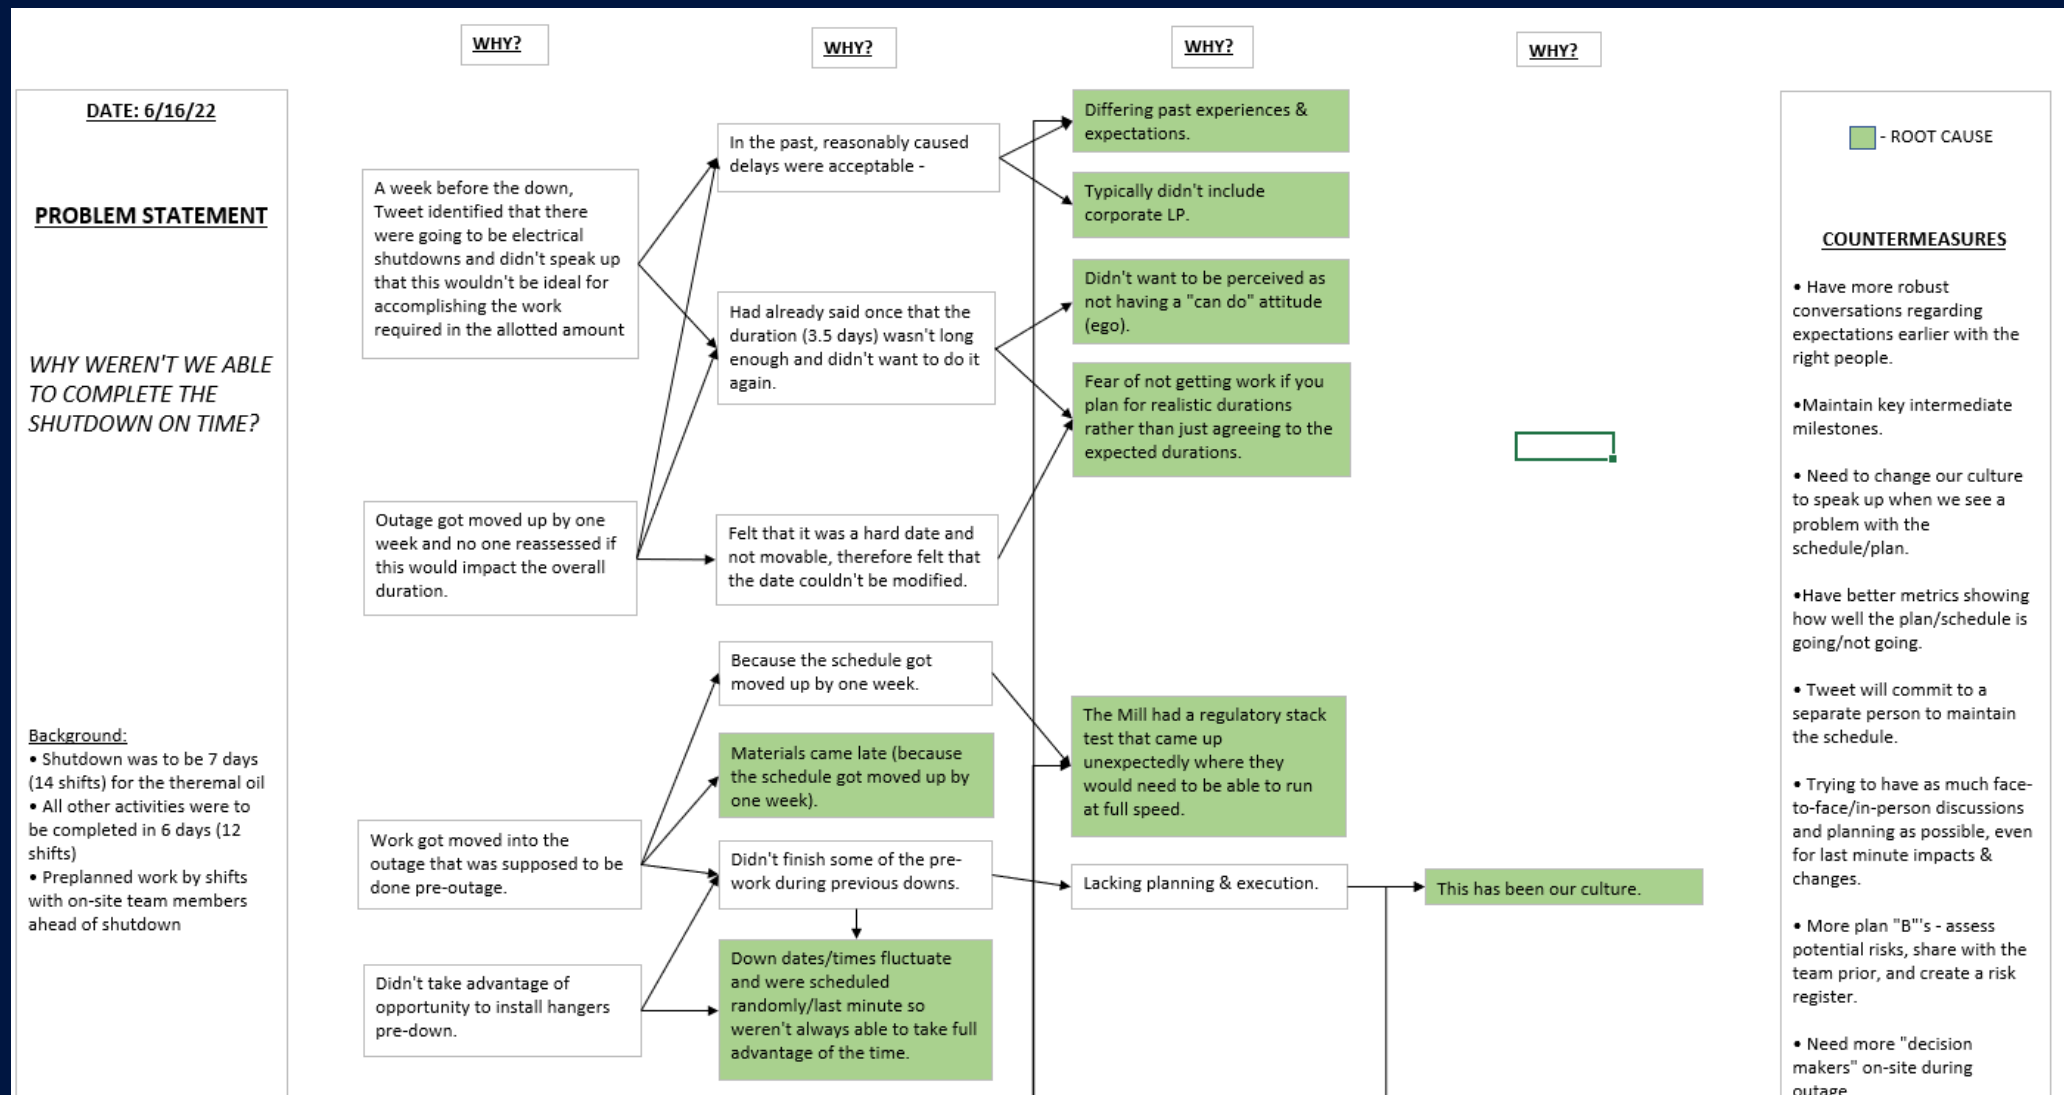 WHY?
WHY?
WHY?
WHY?
DATE: 6/16/22
PROBLEM STATEMENT
WHY WEREN'T WE ABLE
TO COMPLETE THE
SHUTDOWN ON TIME?
Background:
• Shutdown was to be 7 days
(14 shifts) for the theremal oil
• All other activities were to
be completed in 6 days (12
shifts)
• Preplanned work by shifts
with on-site team members
ahead of shutdown
A week before the down,
Tweet identified that there
were going to be electrical
shutdowns and didn't speak up
that this wouldn't be ideal for
accomplishing the work
required in the allotted amount
Outage got moved up by one
week and no one reassessed if
this would impact the overall
duration.
Work got moved into the
outage that was supposed to be
done pre-outage.
Didn't take advantage of
opportunity to install hangers
pre-down.
In the past, reasonably caused
delays were acceptable -
Had already said once that the
duration (3.5 days) wasn't long
enough and didn't want to do it
again.
Felt that it was a hard date and
not movable, therefore felt that
the date couldn't be modified.
Because the schedule got
moved up by one week.
Materials came late (because
the schedule got moved up by
one week).
Didn't finish some of the pre-
work during previous downs.
Down dates/times fluctuate
and were scheduled
randomly/last minute so
weren't always able to take full
advantage of the time.
Differing past experiences &
expectations.
Typically didn't include
corporate LP.
Didn't want to be perceived as
not having a "can do" attitude
(ego).
Fear of not getting work if you
plan for realistic durations
rather than just agreeing to the
expected durations.
The Mill had a regulatory stack
test that came up
unexpectedly where they
would need to be able to run
at full speed.
Lacking planning & execution.
This has been our culture.
- ROOT CAUSE
COUNTERMEASURES
• Have more robust
conversations regarding
expectations earlier with the
right people.
•Maintain key intermediate
milestones.
• Need to change our culture
to speak up when we see a
problem with the
schedule/plan.
•Have better metrics showing
how well the plan/schedule is
going/not going.
• Tweet will commit to a
separate person to maintain
the schedule.
• Trying to have as much face-
to-face/in-person discussions
and planning as possible, even
for last minute impacts &
changes.
• More plan "B"'s - assess
potential risks, share with the
team prior, and create a risk
register.
• Need more "decision
makers" on-site during
outage